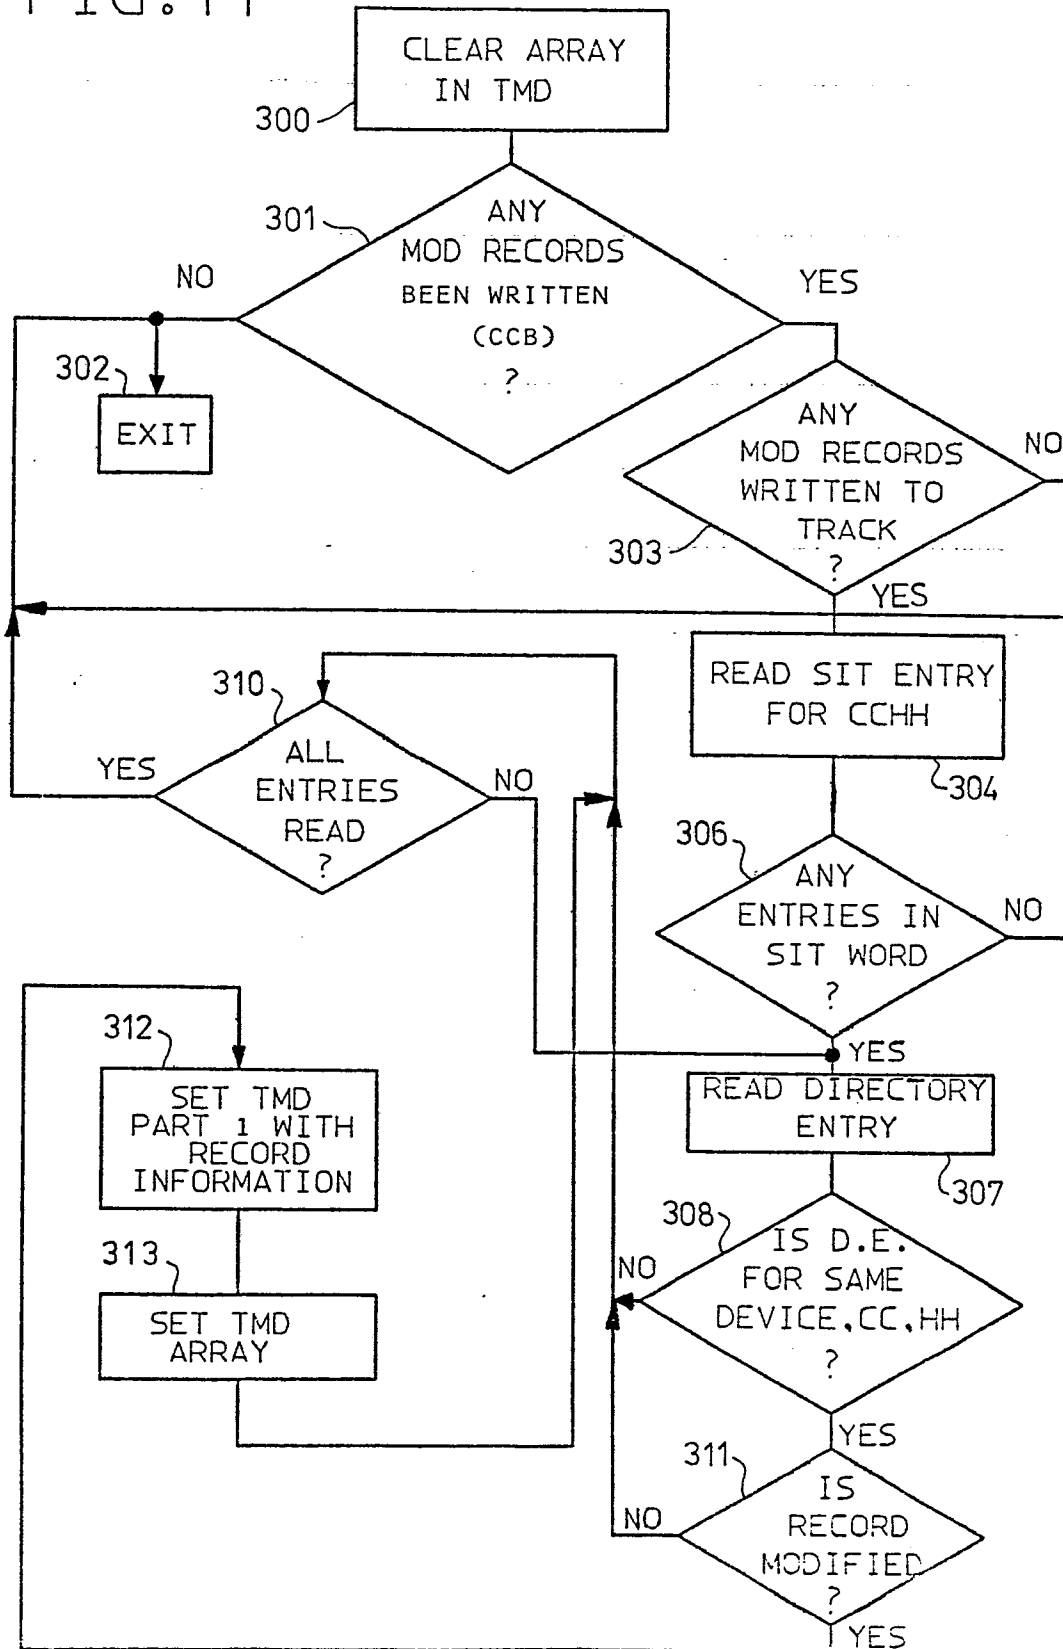 FIG.11
CLEAR ARRAY
IN TMD
300
301
ANY
MOD RECORDS
BEEN WRITTEN
(CCB)
?
NO
YES
302
EXIT
ANY
MOD RECORDS
WRITTEN TO
TRACK
?
NO
303
YES
READ SIT ENTRY
FOR CCHH
304
310
ALL
ENTRIES
READ
?
YES
NO
306
ANY
ENTRIES IN
SIT WORD
?
NO
YES
READ DIRECTORY
ENTRY
307
312
SET TMD
PART 1 WITH
RECORD
INFORMATION
313
SET TMD
ARRAY
308
IS D.E.
FOR SAME
DEVICE,CC,HH
?
NO
YES
311
IS
RECORD
MODIFIED
?
NO
YES